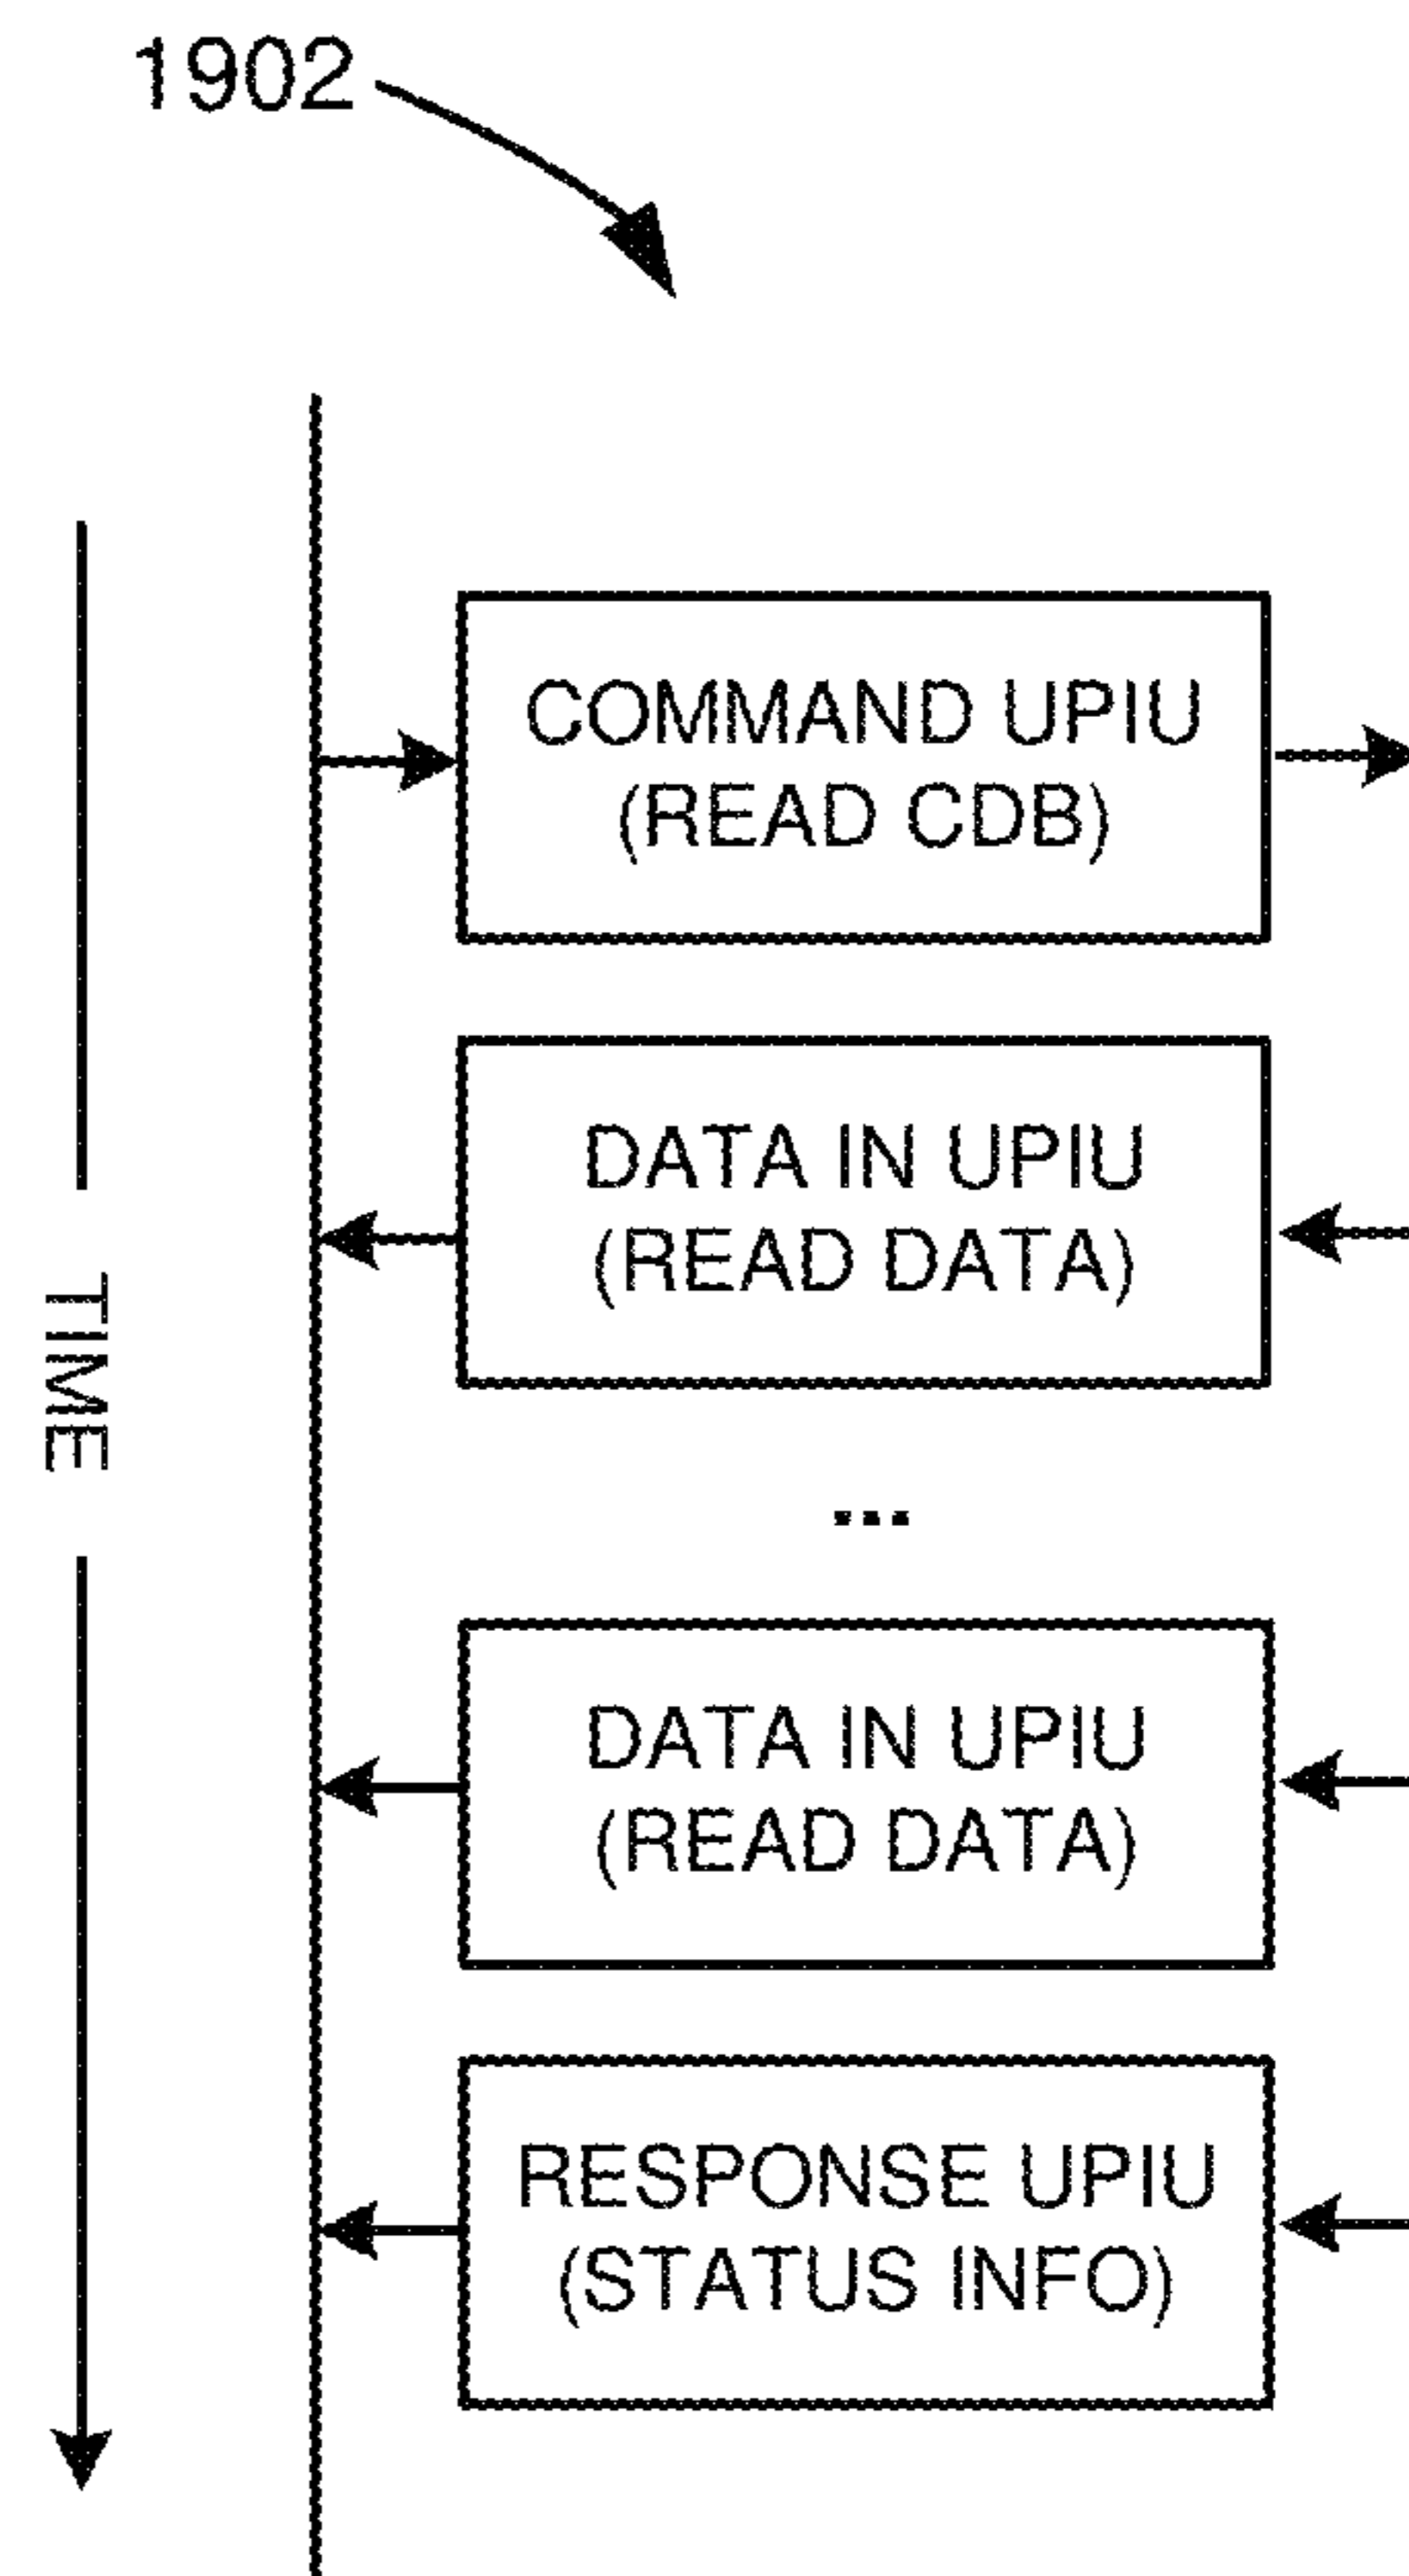 1902
COMMAND UPIU
(READ CDB)
DATA IN UPIU
(READ DATA)
TIME
...
DATA IN UPIU
(READ DATA)
RESPONSE UPIU
(STATUS INFO)